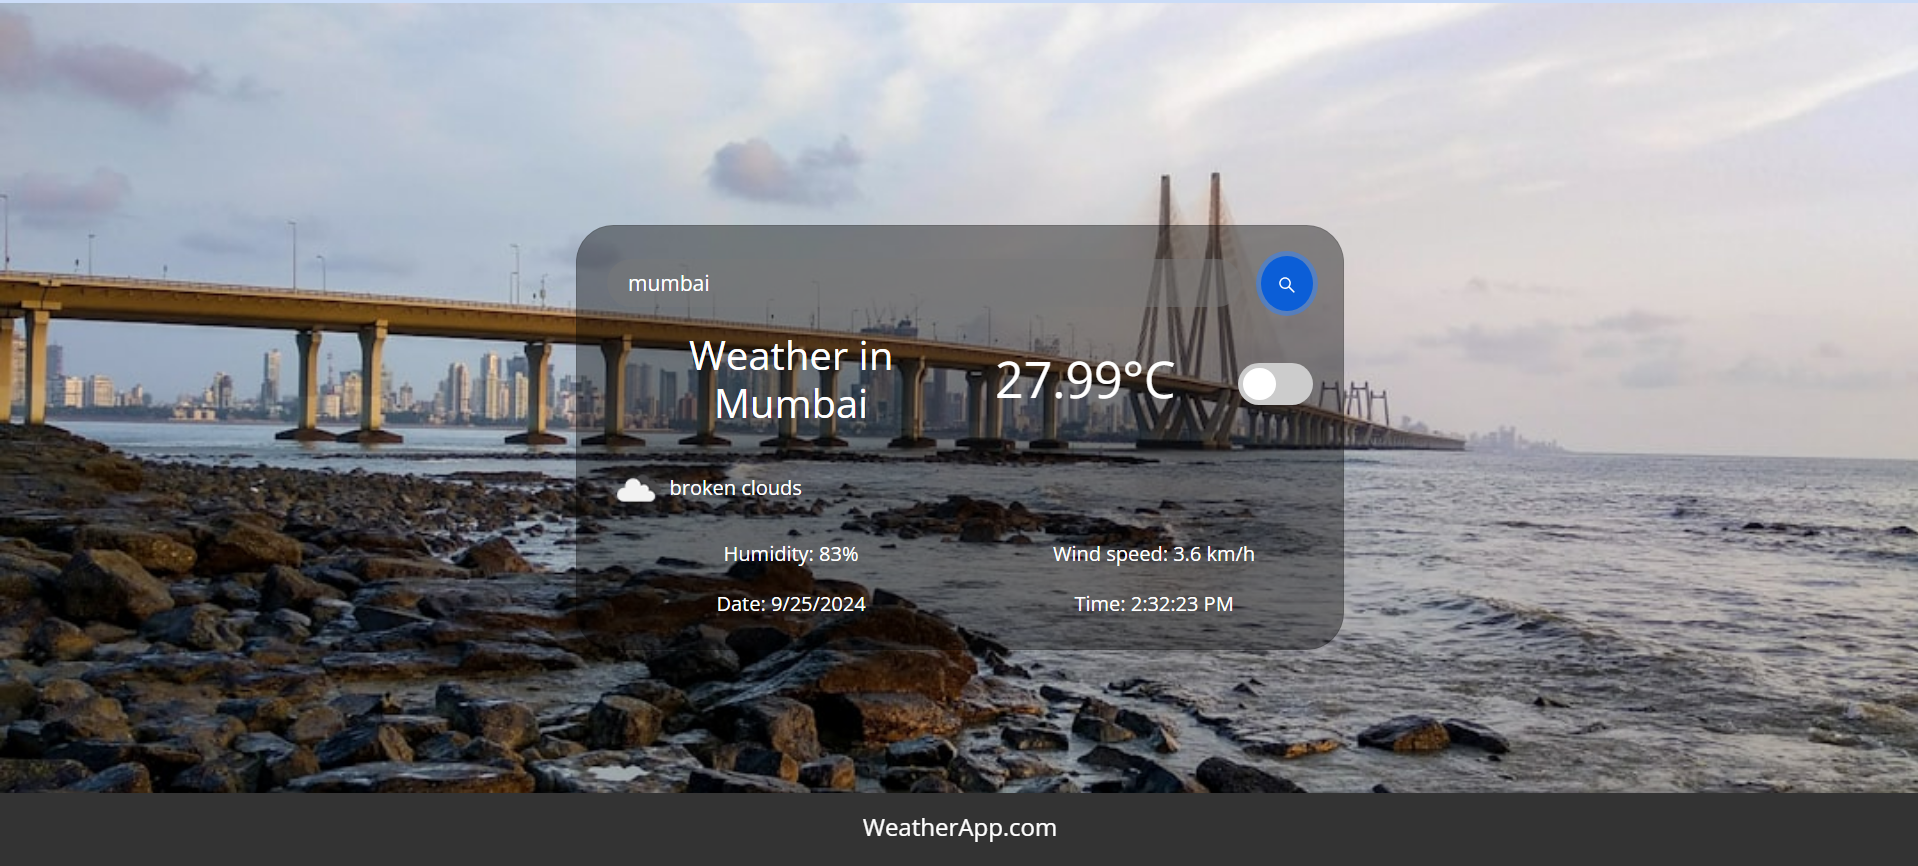 mumbai
Weather in
Mumbai
27.99°C
broken clouds
Humidity: 83%
Wind speed: 3.6 km/h
Date: 9/25/2024
Time: 2:32:23 PM
WeatherApp.com